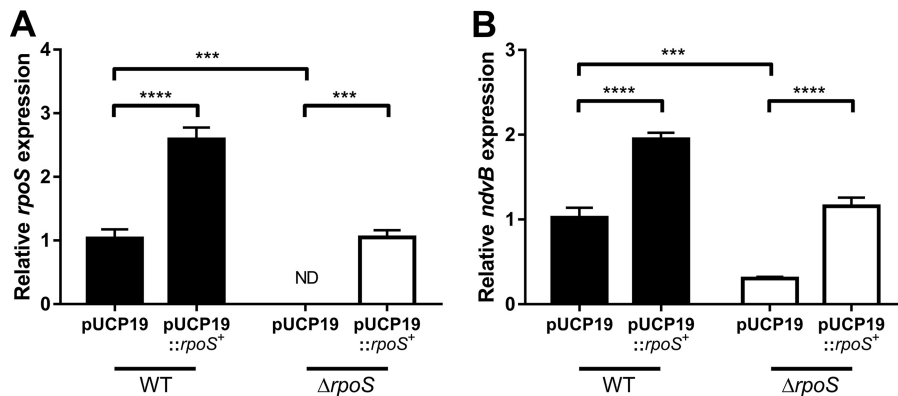 A
Relative rpoS expression
4
3
2
1
0
***
****
***
ND
pUCP19
pUCP19
::rpoS+
pUCP19
pUCP19
::rpoS+
WT
ΔrpoS
B
Relative ndvB expression
3
2
1
0
***
****
****
pUCP19
pUCP19
::rpoS+
pUCP19
pUCP19
::rpoS+
WT
ΔrpoS